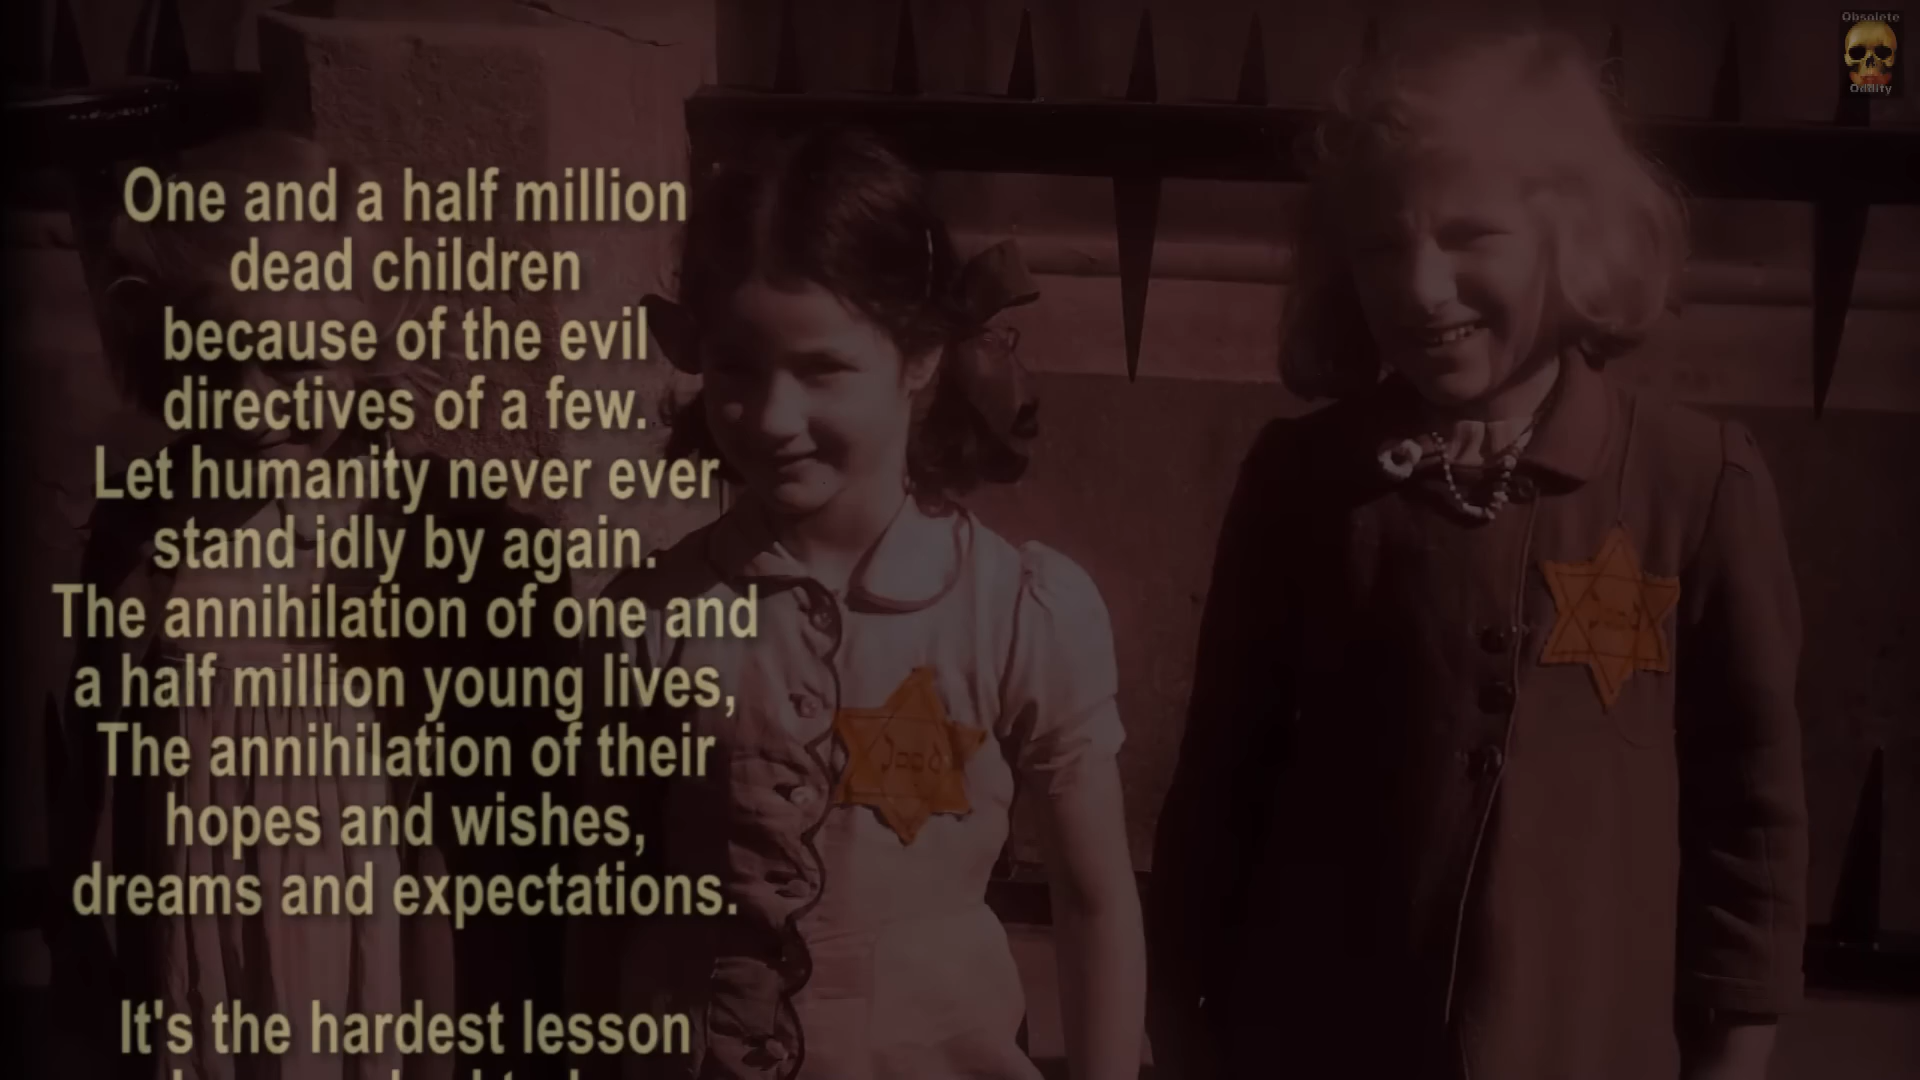 Obsolete
Oddity
One and a half million
dead children
because of the evil
directives of a few.
Let humanity never ever
stand idly by again.
The annihilation of one and
a half million young lives,
The annihilation of their
hopes and wishes,
dreams and expectations.
It's the hardest lesson
Jood